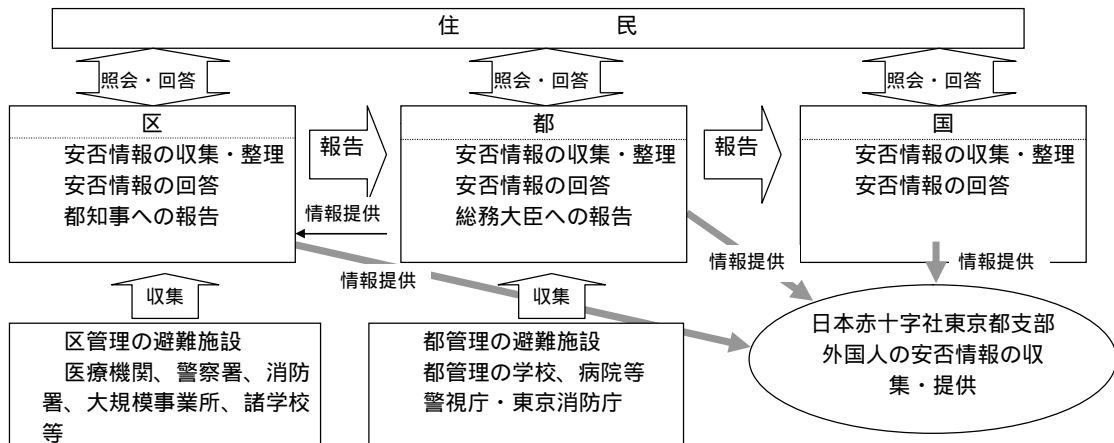 住　　　民
照会・回答
照会・回答
照会・回答
区
安否情報の収集・整理
安否情報の回答
都知事への報告
報告
情報提供
都
安否情報の収集・整理
安否情報の回答
総務大臣への報告
報告
国
安否情報の収集・整理
安否情報の回答
情報提供
情報提供
情報提供
収集
収集
区管理の避難施設
医療機関、警察署、消防
署、大規模事業所、諸学校
等
都管理の避難施設
都管理の学校、病院等
警視庁・東京消防庁
日本赤十字社東京都支部
外国人の安否情報の収
集・提供